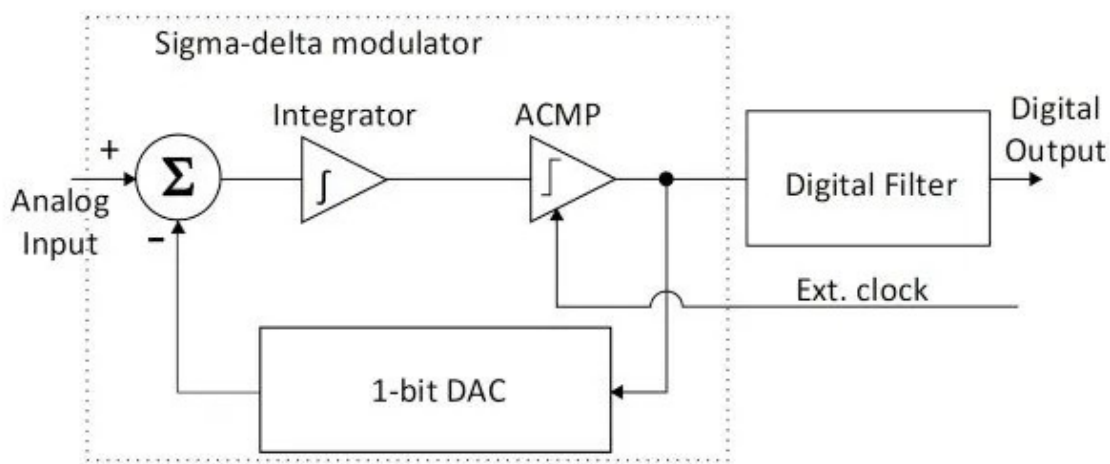 Sigma-delta modulator
Integrator
ACMP
Digital
Output
+
Σ
∫
Digital Filter
Analog
Input
-
Ext. clock
1-bit DAC